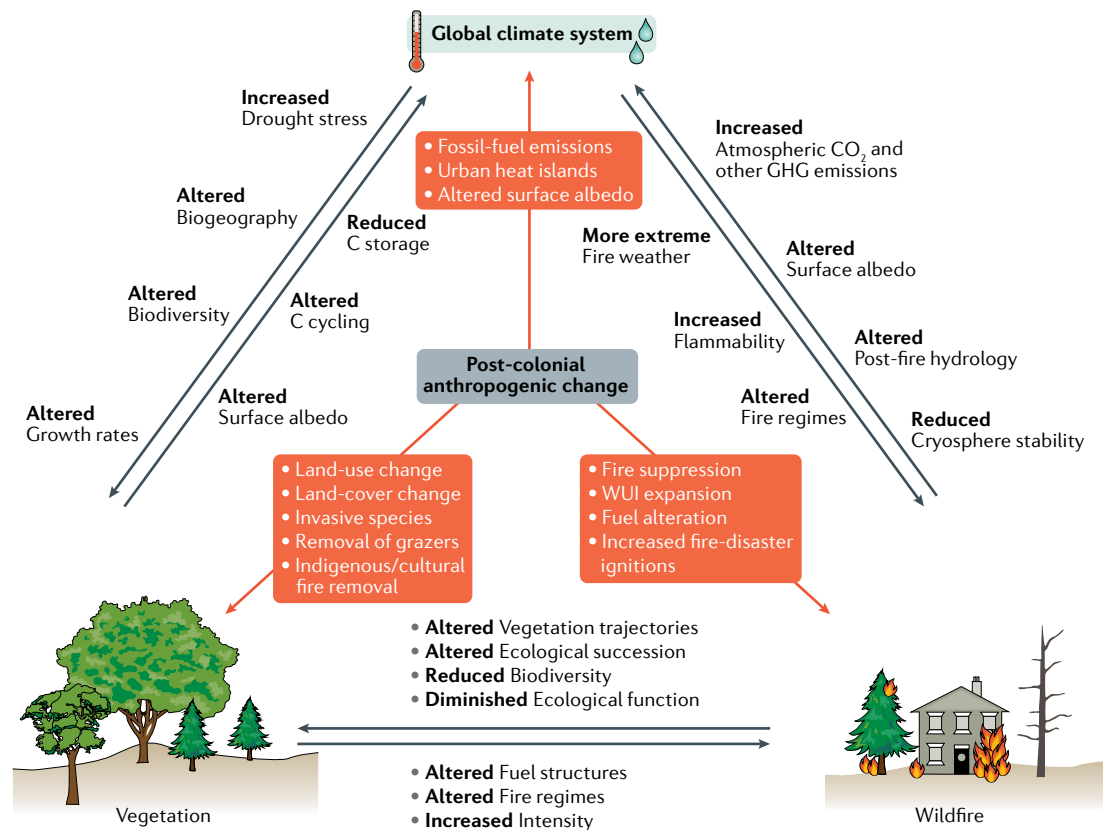 Global climate system
Increased
Drought stress
Altered
Biogeography
Altered
Biodiversity
Altered
Growth rates
Reduced
C storage
Altered
C cycling
Altered
Surface albedo
• Fossil-fuel emissions
• Urban heat islands
• Altered surface albedo
More extreme
Fire weather
Increased
Flammability
Altered
Fire regimes
Increased
Atmospheric CO₂ and
other GHG emissions
Altered
Surface albedo
Altered
Post-fire hydrology
Reduced
Cryosphere stability
Post-colonial
anthropogenic change
• Land-use change
• Land-cover change
• Invasive species
• Removal of grazers
• Indigenous/cultural
fire removal
• Fire suppression
• WUI expansion
• Fuel alteration
• Increased fire-disaster
ignitions
• Altered Vegetation trajectories
• Altered Ecological succession
• Reduced Biodiversity
• Diminished Ecological function
• Altered Fuel structures
• Altered Fire regimes
• Increased Intensity
Vegetation
Wildfire